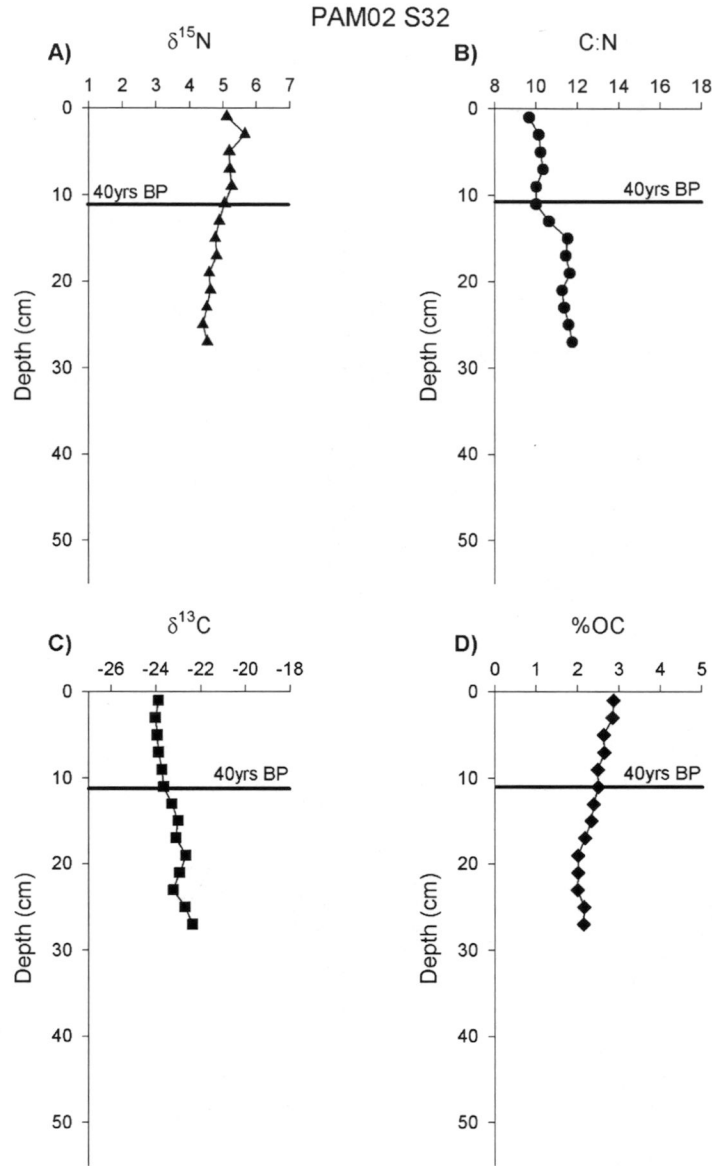 PAM02 S32
A) δ¹⁵N
1 2 3 4 5 6 7
0
10
20
30
40
50
Depth (cm)
40yrs BP
B) C:N
8 10 12 14 16 18
0
10
20
30
40
50
Depth (cm)
40yrs BP
C) δ¹³C
-26 -24 -22 -20 -18
0
10
20
30
40
50
Depth (cm)
40yrs BP
D) %OC
0 1 2 3 4 5
0
10
20
30
40
50
Depth (cm)
40yrs BP